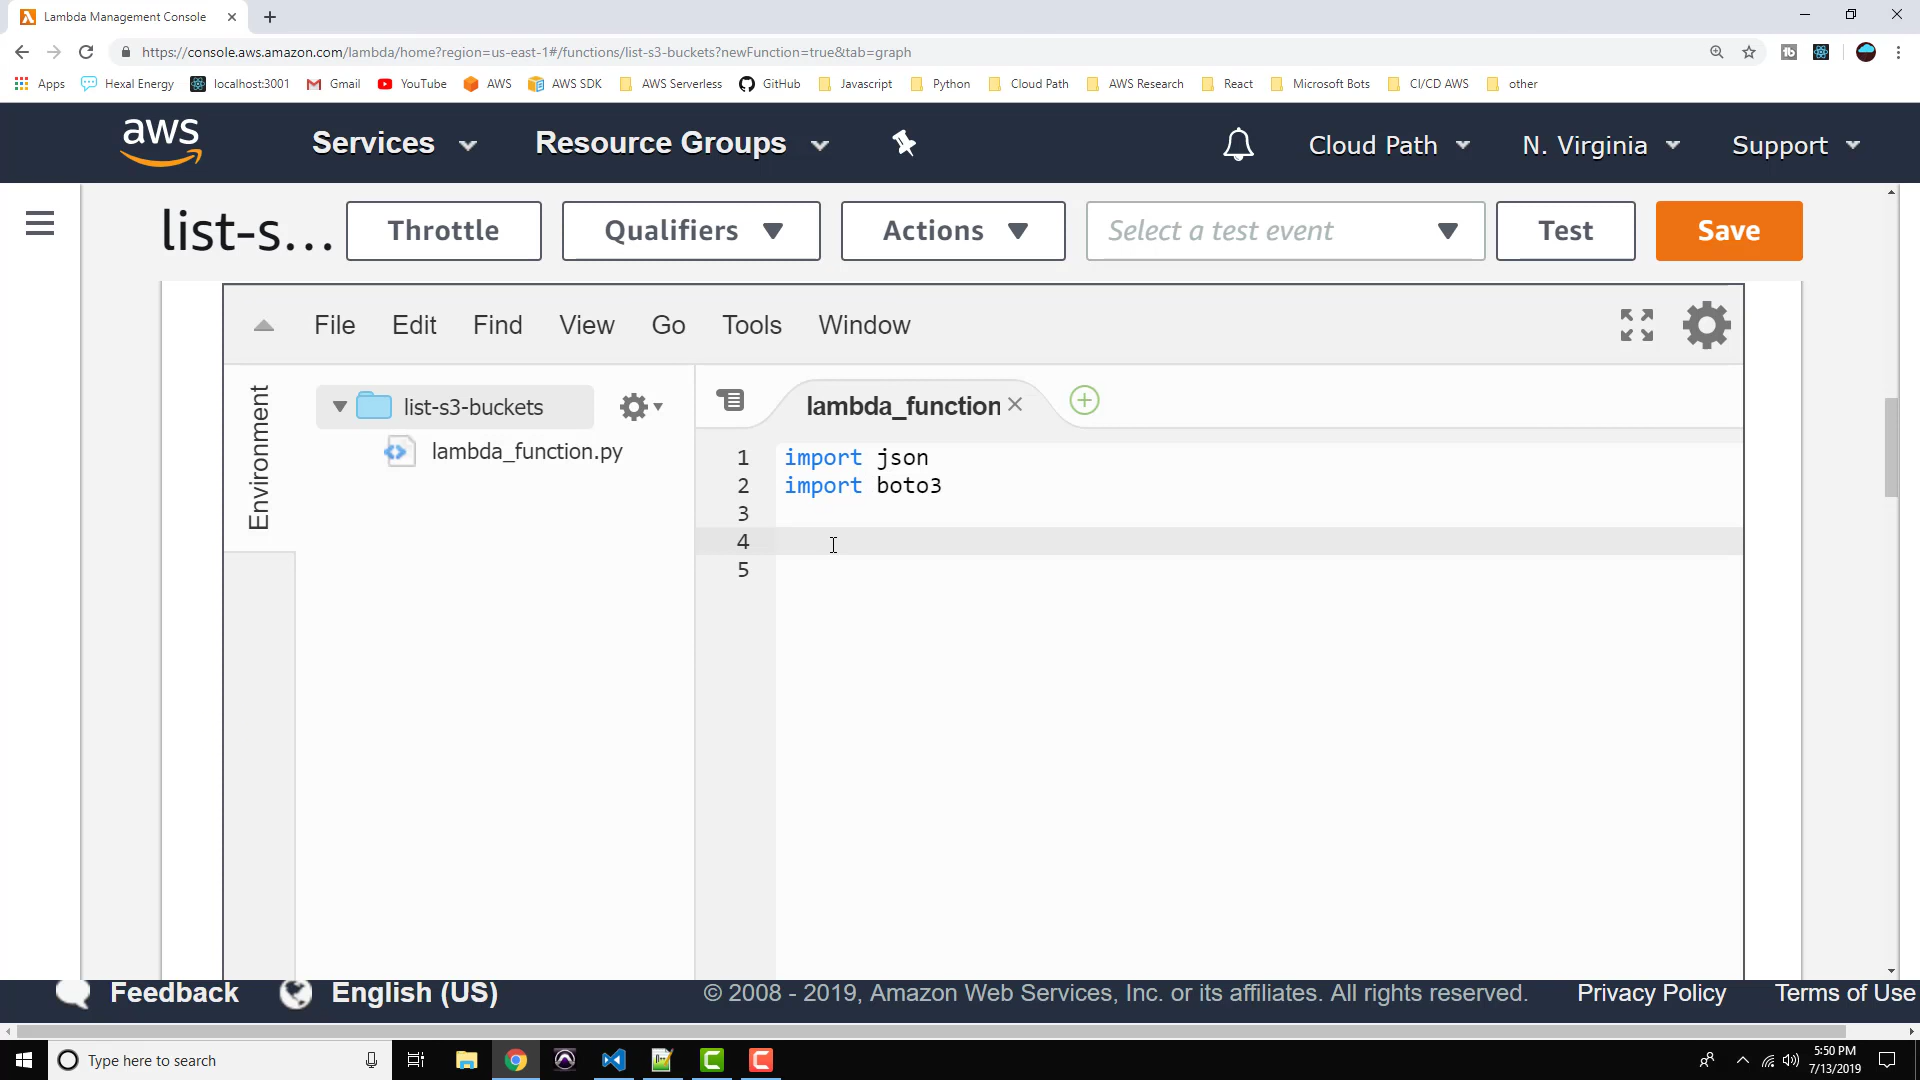 Lambda Management Console
https://console.aws.amazon.com/lambda/home?region=us-east-1#/functions/list-s3-buckets?newFunction=true&tab=graph
Apps Hexal Energy localhost:3001 Gmail YouTube AWS AWS SDK AWS Serverless GitHub Javascript Python Cloud Path AWS Research React Microsoft Bots CI/CD AWS other
aws Services Resource Groups Cloud Path N. Virginia Support
list-s... Throttle Qualifiers Actions Select a test event Test Save
File Edit Find View Go Tools Window
Environment
list-s3-buckets
lambda_function.py
lambda_function
1 import json
2 import boto3
3
4
5
Feedback English (US) © 2008 - 2019, Amazon Web Services, Inc. or its affiliates. All rights reserved. Privacy Policy Terms of Use
Type here to search
5:50 PM
7/13/2019